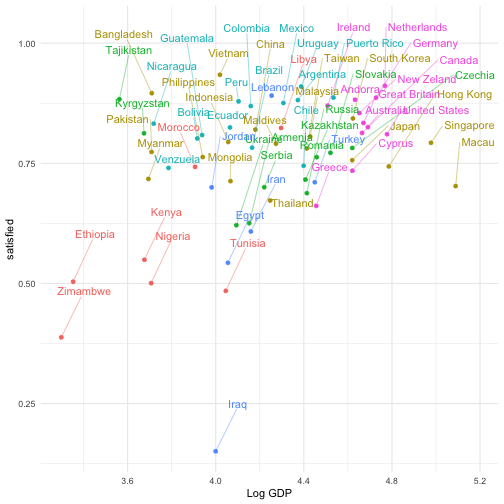 Colombia
Mexico
Ireland
Netherlands
Bangladesh
Guatemala
China
Uruguay
Puerto Rico
Germany
Tajikistan
Vietnam
Libya
Taiwan
South Korea
Canada
Nicaragua
Brazil
Argentina
Slovakia
Czechia
Philippines
Peru
Lebanon
Malaysia
Andorra
New Zeland
Indonesia
Great Britain
Hong Kong
Kyrgyzstan
Bolivia
Ecuador
Maldives
Chile
Russia
Australia
United States
Pakistan
Morocco
Jordan
Ukraine
Armenia
Kazakhstan
Japan
Singapore
Myanmar
Romania
Turkey
Cyprus
Macau
Venzuela
Mongolia
Serbia
Greece
Iran
Kenya
Egypt
Thailand
Ethiopia
Nigeria
Tunisia
Zimambwe
Iraq
1.00
0.75
0.50
0.25
satisfied
3.6
4.0
4.4
4.8
5.2
Log GDP